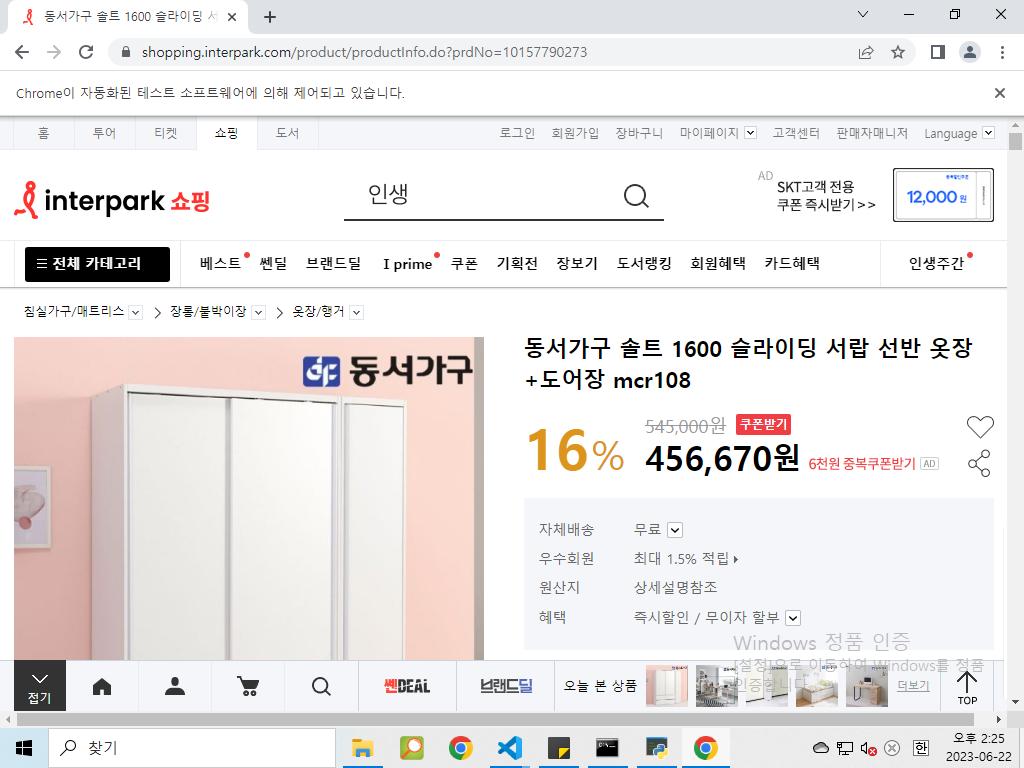 동서가구 솔트 1600 슬라이딩 서
shopping.interpark.com/product/productInfo.do?prdNo=10157790273
Chrome이 자동화된 테스트 소프트웨어에 의해 제어되고 있습니다.
홈 투어 티켓 쇼핑 도서 로그인 회원가입 장바구니 마이페이지 고객센터 판매자매니저 Language
interpark 쇼핑
인생
AD SKT고객 전용
쿠폰 즉시받기>>
12,000원
전체 카테고리 베스트 쎈딜 브랜드딜 I prime 쿠폰 기획전 장보기 도서랭킹 회원혜택 카드혜택 인생주간
침실가구/매트리스 장롱/붙박이장 옷장/행거
동서가구
동서가구 솔트 1600 슬라이딩 서랍 선반 옷장
+도어장 mcr108
16% 545,000원 쿠폰받기
456,670원 6천원 중복쿠폰받기 AD
자체배송 무료
우수회원 최대 1.5% 적립
원산지 상세설명참조
혜택 즉시할인 / 무이자 할부
Windows 정품 인증
[설정]으로 이동하여 Windows를 정품
인증합니다.
접기
쎈DEAL 브랜드딜 오늘 본 상품 더보기 TOP
찾기
한
오후 2:25
2023-06-22